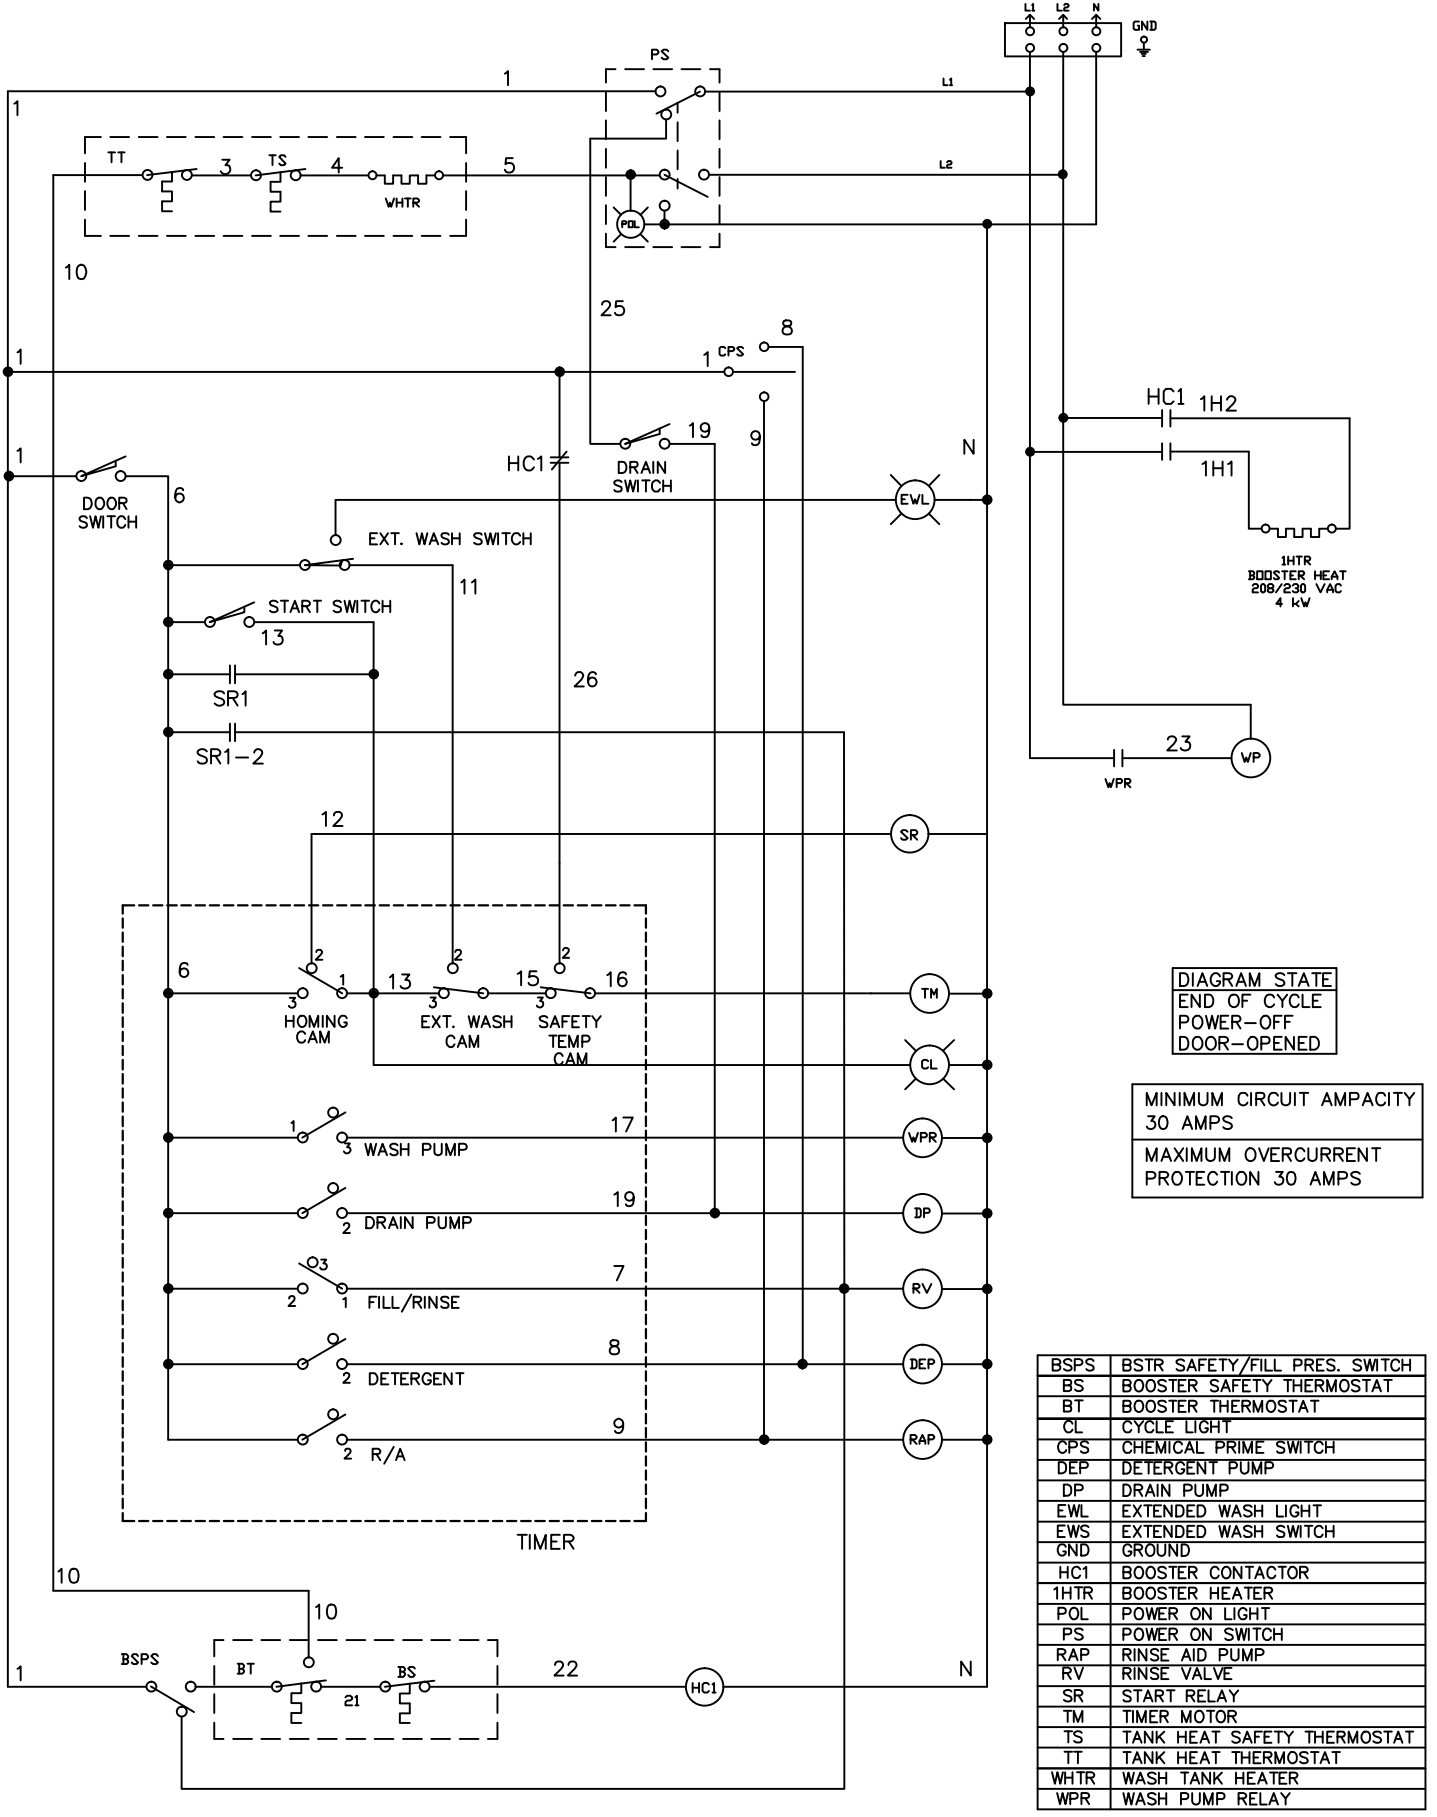 L1 L2 N
GND
PS
1
L1
1
TT
3
TS
4
5
L2
WHTR
POL
10
25
8
1
1
CPS
HC1
1H2
19
9
N
1
HC1
DRAIN
SWITCH
1H1
6
DOOR
SWITCH
EWL
EXT. WASH SWITCH
11
1HTR
BOOSTER HEAT
208/230 VAC
4 kW
START SWITCH
13
26
SR1
SR1-2
23
WP
WPR
12
SR
2
2
2
6
1
13
15
16
TM
3
3
3
HOMING
CAM
EXT. WASH
CAM
SAFETY
TEMP
CAM
CL
DIAGRAM STATE
END OF CYCLE
POWER-OFF
DOOR-OPENED
MINIMUM CIRCUIT AMPACITY
30 AMPS
MAXIMUM OVERCURRENT
PROTECTION 30 AMPS
1
17
WPR
3
WASH PUMP
19
DP
2
DRAIN PUMP
3
7
RV
2
1
FILL/RINSE
8
DEP
2
DETERGENT
9
RAP
2
R/A
TIMER
10
10
BSPS
1
BT
21
BS
22
HC1
N
BSPS BSTR SAFETY/FILL PRES. SWITCH
BS BOOSTER SAFETY THERMOSTAT
BT BOOSTER THERMOSTAT
CL CYCLE LIGHT
CPS CHEMICAL PRIME SWITCH
DEP DETERGENT PUMP
DP DRAIN PUMP
EWL EXTENDED WASH LIGHT
EWS EXTENDED WASH SWITCH
GND GROUND
HC1 BOOSTER CONTACTOR
1HTR BOOSTER HEATER
POL POWER ON LIGHT
PS POWER ON SWITCH
RAP RINSE AID PUMP
RV RINSE VALVE
SR START RELAY
TM TIMER MOTOR
TS TANK HEAT SAFETY THERMOSTAT
TT TANK HEAT THERMOSTAT
WHTR WASH TANK HEATER
WPR WASH PUMP RELAY